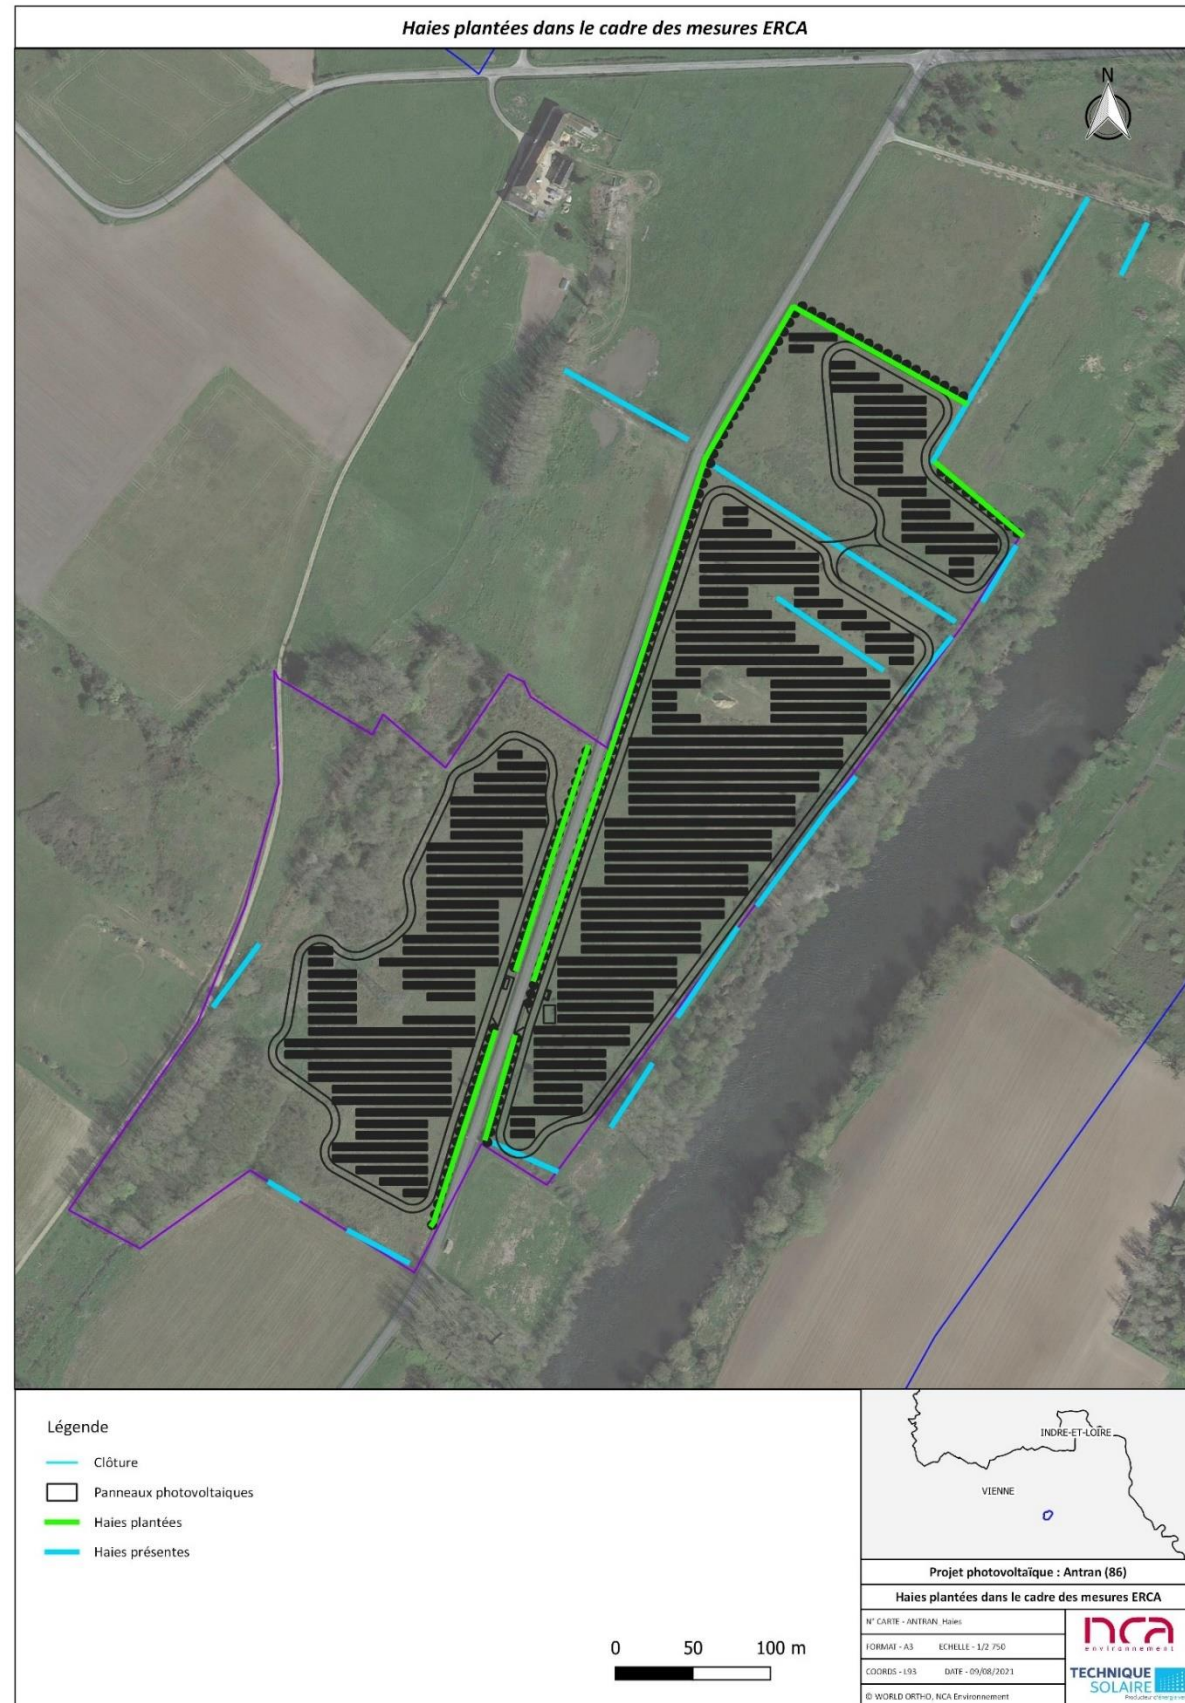 Haies plantées dans le cadre des mesures ERCA
N
Légende
Clôture
Panneaux photovoltaiques
Haies plantées
Haies présentes
0 50 100 m
INDRE-ET-LOIRE
VIENNE
Projet photovoltaïque : Antran (86)
Haies plantées dans le cadre des mesures ERCA
N° CARTE - ANTRAN_Haies
FORMAT - A3 ECHELLE - 1/2 750
COORDS - L93 DATE - 09/08/2021
© WORLD ORTHO, NCA Environnement
nca
environnement
TECHNIQUE
SOLAIRE